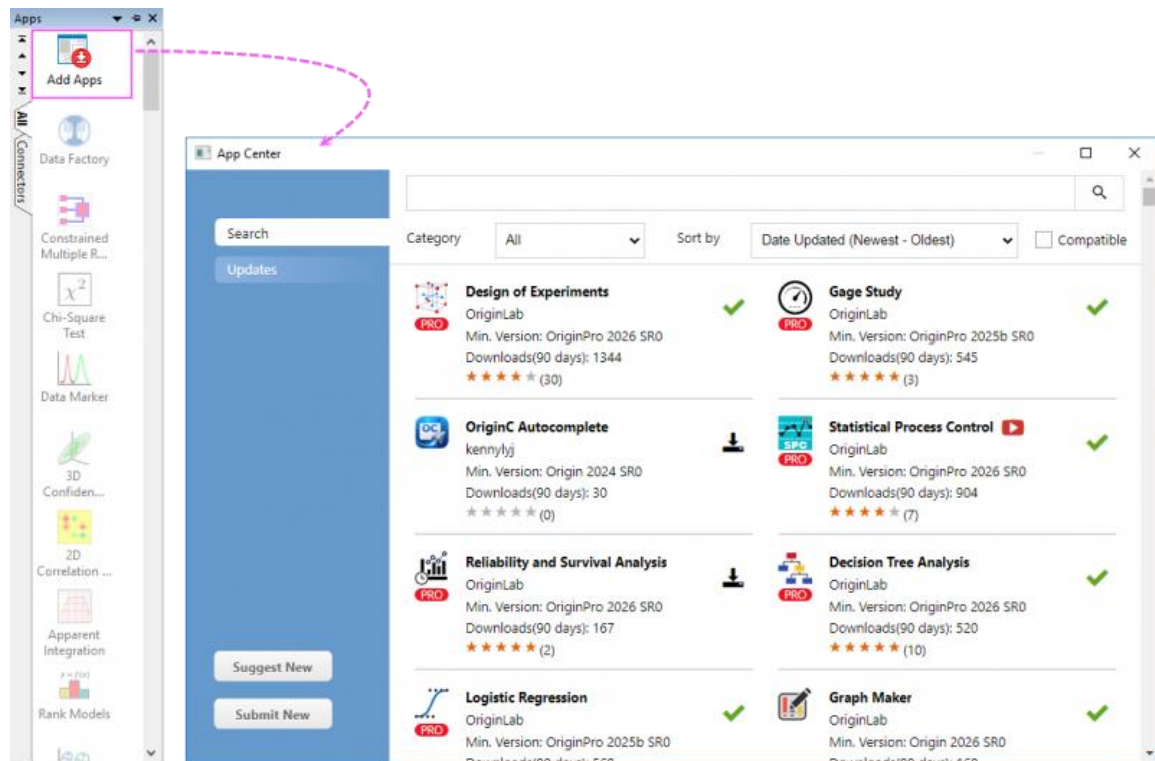 Apps
Add Apps
All
Connectors
Data Factory
Constrained
Multiple R...
χ²
Chi-Square
Test
Data Marker
3D
Confiden...
2D
Correlation ...
Apparent
Integration
y = f(x)
Rank Models
App Center
Search
Updates
Suggest New
Submit New
Category
All
Sort by
Date Updated (Newest - Oldest)
Compatible
Design of Experiments
PRO
OriginLab
Min. Version: OriginPro 2026 SR0
Downloads(90 days): 1344
(30)
Gage Study
PRO
OriginLab
Min. Version: OriginPro 2025b SR0
Downloads(90 days): 545
(3)
OC
OriginC Autocomplete
kennylyj
Min. Version: Origin 2024 SR0
Downloads(90 days): 30
(0)
Statistical Process Control
SPC
PRO
OriginLab
Min. Version: OriginPro 2026 SR0
Downloads(90 days): 904
(7)
Reliability and Survival Analysis
PRO
OriginLab
Min. Version: OriginPro 2026 SR0
Downloads(90 days): 167
(2)
Decision Tree Analysis
PRO
OriginLab
Min. Version: OriginPro 2026 SR0
Downloads(90 days): 520
(10)
Logistic Regression
PRO
OriginLab
Min. Version: OriginPro 2025b SR0
Graph Maker
OriginLab
Min. Version: Origin 2026 SR0